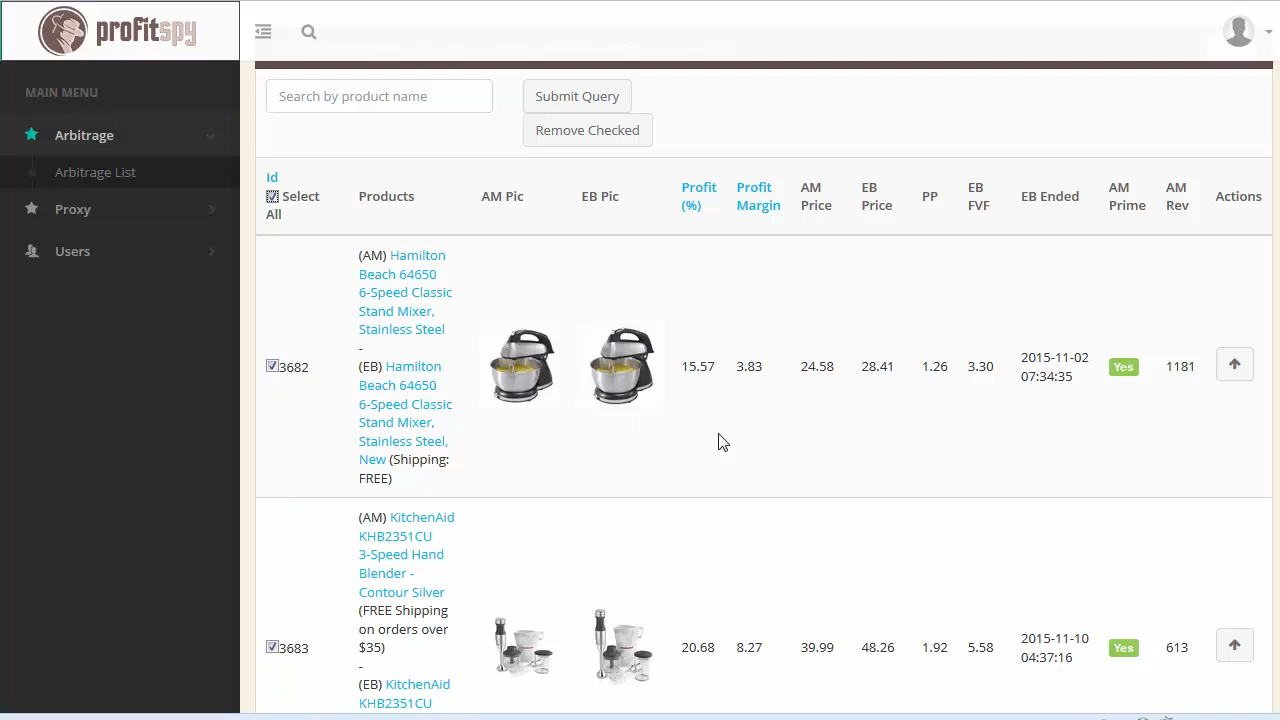 profitspy
MAIN MENU
Arbitrage
Arbitrage List
Proxy
Users
Search by product name
Submit Query
Remove Checked
Id
Select
All
Products
AM Pic
EB Pic
Profit
(%)
Profit
Margin
AM
Price
EB
Price
PP
EB
FVF
EB Ended
AM
Prime
AM
Rev
Actions
3682
(AM) Hamilton
Beach 64650
6-Speed Classic
Stand Mixer,
Stainless Steel
-
(EB) Hamilton
Beach 64650
6-Speed Classic
Stand Mixer,
Stainless Steel,
New (Shipping:
FREE)
15.57
3.83
24.58
28.41
1.26
3.30
2015-11-02
07:34:35
Yes
1181
3683
(AM) KitchenAid
KHB2351CU
3-Speed Hand
Blender -
Contour Silver
(FREE Shipping
on orders over
$35)
-
(EB) KitchenAid
KHB2351CU
20.68
8.27
39.99
48.26
1.92
5.58
2015-11-10
04:37:16
Yes
613